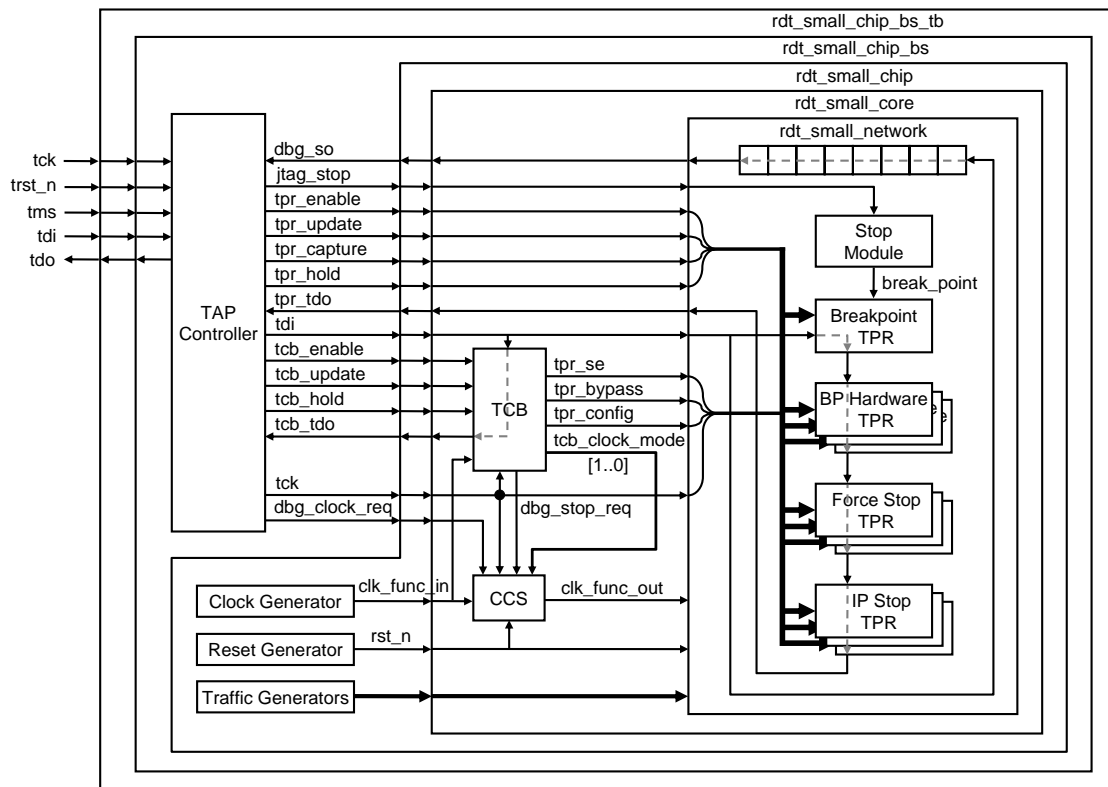 rdt_small_chip_bs_tb
rdt_small_chip_bs
rdt_small_chip
rdt_small_core
rdt_small_network
tck
trst_n
tms
tdi
tdo
TAP
Controller
dbg_so
jtag_stop
tpr_enable
tpr_update
tpr_capture
tpr_hold
tpr_tdo
tdi
tcb_enable
tcb_update
tcb_hold
tcb_tdo
tck
dbg_clock_req
TCB
tpr_se
tpr_bypass
tpr_config
tcb_clock_mode
[1..0]
dbg_stop_req
Stop
Module
break_point
Breakpoint
TPR
BP Hardware
TPR
e
e
Force Stop
TPR
IP Stop
TPR
Clock Generator
clk_func_in
CCS
clk_func_out
Reset Generator
rst_n
Traffic Generators